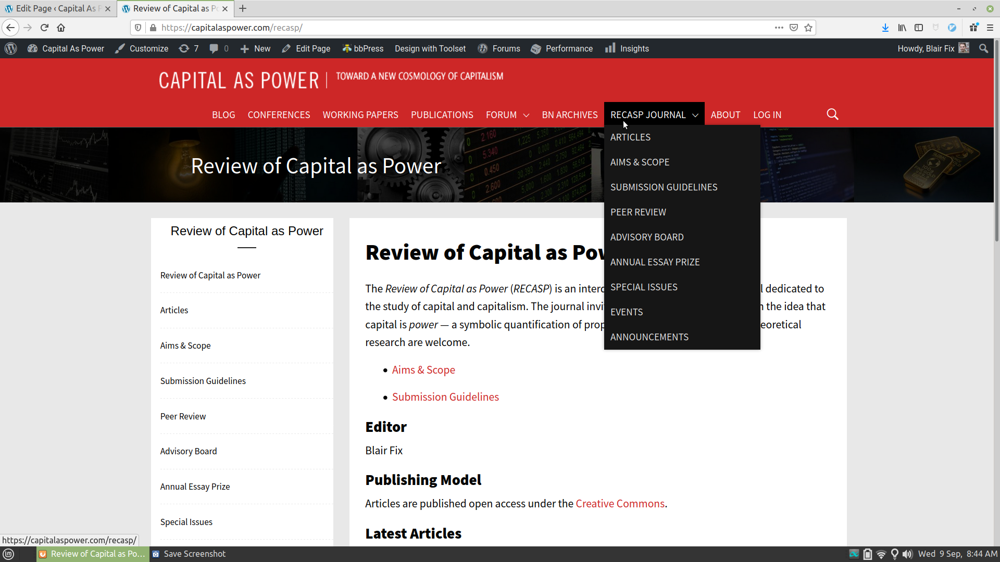 Edit Page ‹ Capital As P
Review of Capital as Po
https://capitalaspower.com/recasp/
Capital As Power
Customize
7
0
New
Edit Page
bbPress
Design with Toolset
Forums
Performance
Insights
Howdy, Blair Fix
CAPITAL AS POWER | TOWARD A NEW COSMOLOGY OF CAPITALISM
BLOG
CONFERENCES
WORKING PAPERS
PUBLICATIONS
FORUM
BN ARCHIVES
RECASP JOURNAL
ABOUT
LOG IN
ARTICLES
AIMS & SCOPE
SUBMISSION GUIDELINES
PEER REVIEW
ADVISORY BOARD
ANNUAL ESSAY PRIZE
SPECIAL ISSUES
EVENTS
ANNOUNCEMENTS
Review of Capital as Power
Review of Capital as Power
Review of Capital as Power
Articles
Aims & Scope
Submission Guidelines
Peer Review
Advisory Board
Annual Essay Prize
Special Issues
Review of Capital as Pow
The Review of Capital as Power (RECASP) is an interd l dedicated to
the study of capital and capitalism. The journal invi the idea that
capital is power — a symbolic quantification of prop eoretical
research are welcome.
• Aims & Scope
• Submission Guidelines
Editor
Blair Fix
Publishing Model
Articles are published open access under the Creative Commons.
Latest Articles
https://capitalaspower.com/recasp/
Review of Capital as Po...
Save Screenshot
Wed 9 Sep, 8:44 AM